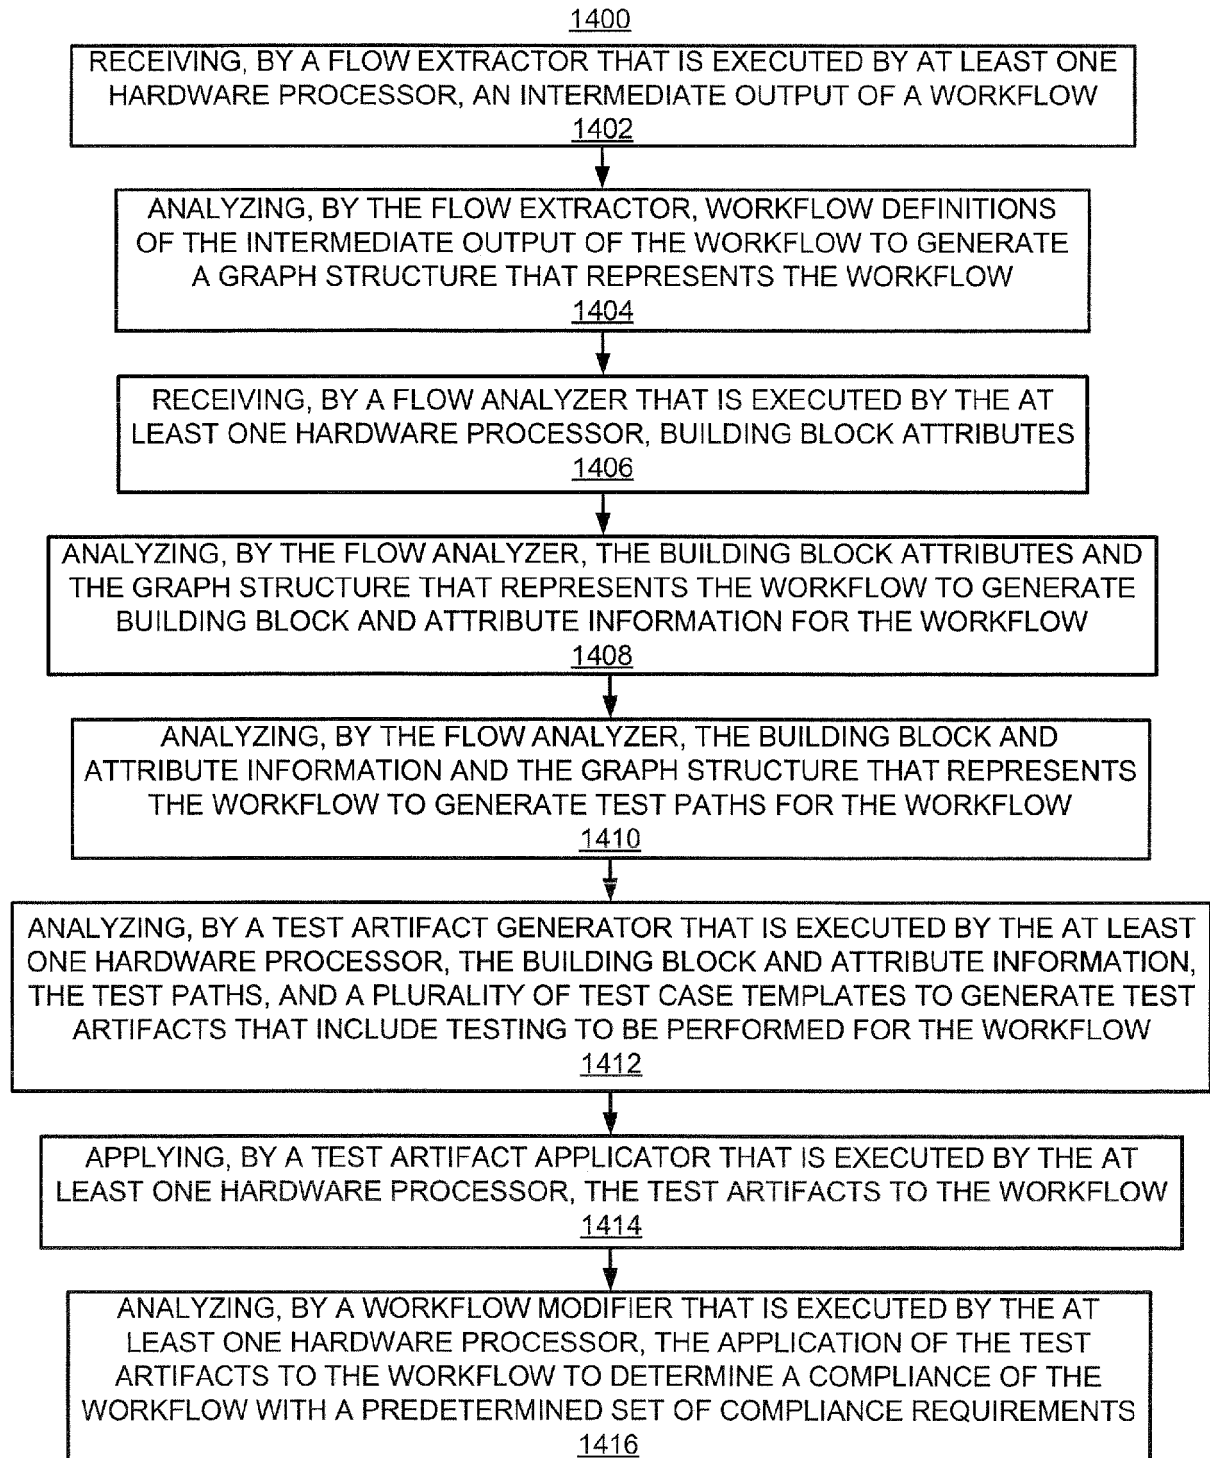 1400
RECEIVING, BY A FLOW EXTRACTOR THAT IS EXECUTED BY AT LEAST ONE
HARDWARE PROCESSOR, AN INTERMEDIATE OUTPUT OF A WORKFLOW
1402
ANALYZING, BY THE FLOW EXTRACTOR, WORKFLOW DEFINITIONS
OF THE INTERMEDIATE OUTPUT OF THE WORKFLOW TO GENERATE
A GRAPH STRUCTURE THAT REPRESENTS THE WORKFLOW
1404
RECEIVING, BY A FLOW ANALYZER THAT IS EXECUTED BY THE AT
LEAST ONE HARDWARE PROCESSOR, BUILDING BLOCK ATTRIBUTES
1406
ANALYZING, BY THE FLOW ANALYZER, THE BUILDING BLOCK ATTRIBUTES AND
THE GRAPH STRUCTURE THAT REPRESENTS THE WORKFLOW TO GENERATE
BUILDING BLOCK AND ATTRIBUTE INFORMATION FOR THE WORKFLOW
1408
ANALYZING, BY THE FLOW ANALYZER, THE BUILDING BLOCK AND
ATTRIBUTE INFORMATION AND THE GRAPH STRUCTURE THAT REPRESENTS
THE WORKFLOW TO GENERATE TEST PATHS FOR THE WORKFLOW
1410
ANALYZING, BY A TEST ARTIFACT GENERATOR THAT IS EXECUTED BY THE AT LEAST
ONE HARDWARE PROCESSOR, THE BUILDING BLOCK AND ATTRIBUTE INFORMATION,
THE TEST PATHS, AND A PLURALITY OF TEST CASE TEMPLATES TO GENERATE TEST
ARTIFACTS THAT INCLUDE TESTING TO BE PERFORMED FOR THE WORKFLOW
1412
APPLYING, BY A TEST ARTIFACT APPLICATOR THAT IS EXECUTED BY THE AT
LEAST ONE HARDWARE PROCESSOR, THE TEST ARTIFACTS TO THE WORKFLOW
1414
ANALYZING, BY A WORKFLOW MODIFIER THAT IS EXECUTED BY THE AT
LEAST ONE HARDWARE PROCESSOR, THE APPLICATION OF THE TEST
ARTIFACTS TO THE WORKFLOW TO DETERMINE A COMPLIANCE OF THE
WORKFLOW WITH A PREDETERMINED SET OF COMPLIANCE REQUIREMENTS
1416